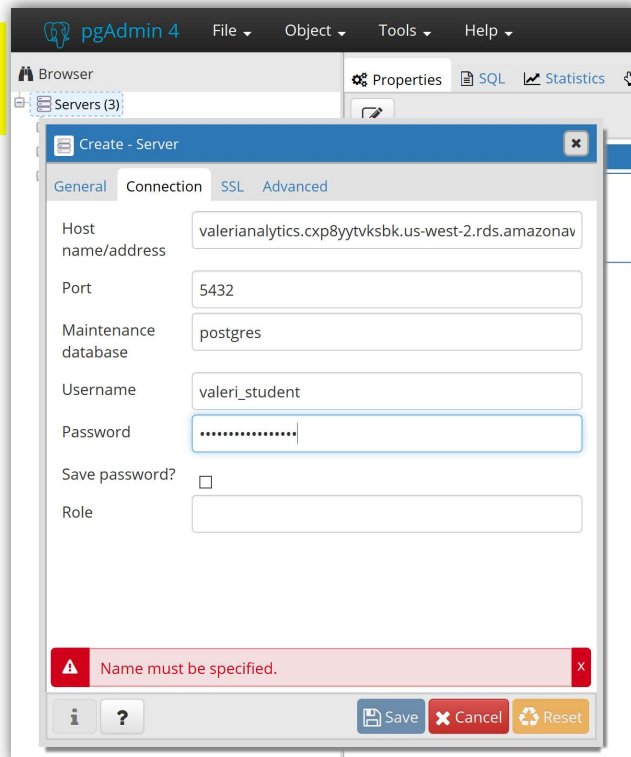 pgAdmin 4 File Object Tools Help
Browser
Properties SQL Statistics
Servers (3)
Create - Server
General Connection SSL Advanced
Host name/address
valerianalytics.cxp8yytvksbk.us-west-2.rds.amazonaw
Port
5432
Maintenance database
postgres
Username
valeri_student
Password
•••••••••••••••••
Save password?
Role
Name must be specified.
x
i ? Save Cancel Reset